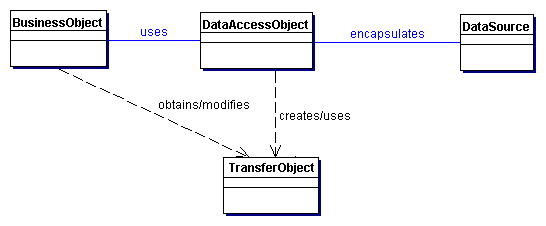 BusinessObject
uses
DataAccessObject
encapsulates
DataSource
obtains/modifies
creates/uses
TransferObject